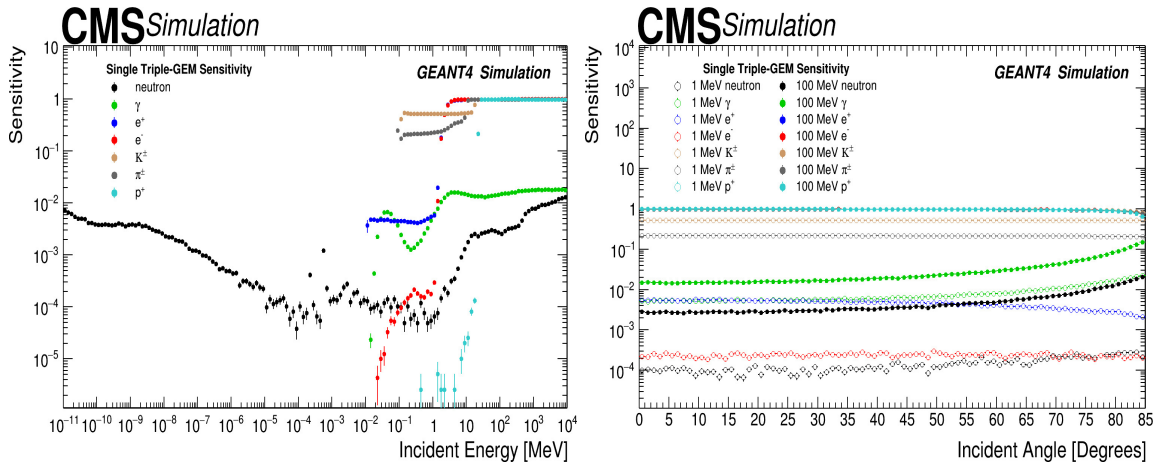 CMS Simulation
Sensitivity
10
1
10⁻¹
10⁻²
10⁻³
10⁻⁴
10⁻⁵
Single Triple-GEM Sensitivity
GEANT4 Simulation
neutron
γ
e⁺
e⁻
K±
π±
p⁺
10⁻¹¹ 10⁻¹⁰ 10⁻⁹ 10⁻⁸ 10⁻⁷ 10⁻⁶ 10⁻⁵ 10⁻⁴ 10⁻³ 10⁻² 10⁻¹ 1 10 10² 10³ 10⁴
Incident Energy [MeV]
CMS Simulation
Sensitivity
10⁴
10³
10²
10
1
10⁻¹
10⁻²
10⁻³
10⁻⁴
Single Triple-GEM Sensitivity
GEANT4 Simulation
1 MeV neutron 100 MeV neutron
1 MeV γ 100 MeV γ
1 MeV e⁺ 100 MeV e⁺
1 MeV e⁻ 100 MeV e⁻
1 MeV K± 100 MeV K±
1 MeV π± 100 MeV π±
1 MeV p⁺ 100 MeV p⁺
0 5 10 15 20 25 30 35 40 45 50 55 60 65 70 75 80 85
Incident Angle [Degrees]